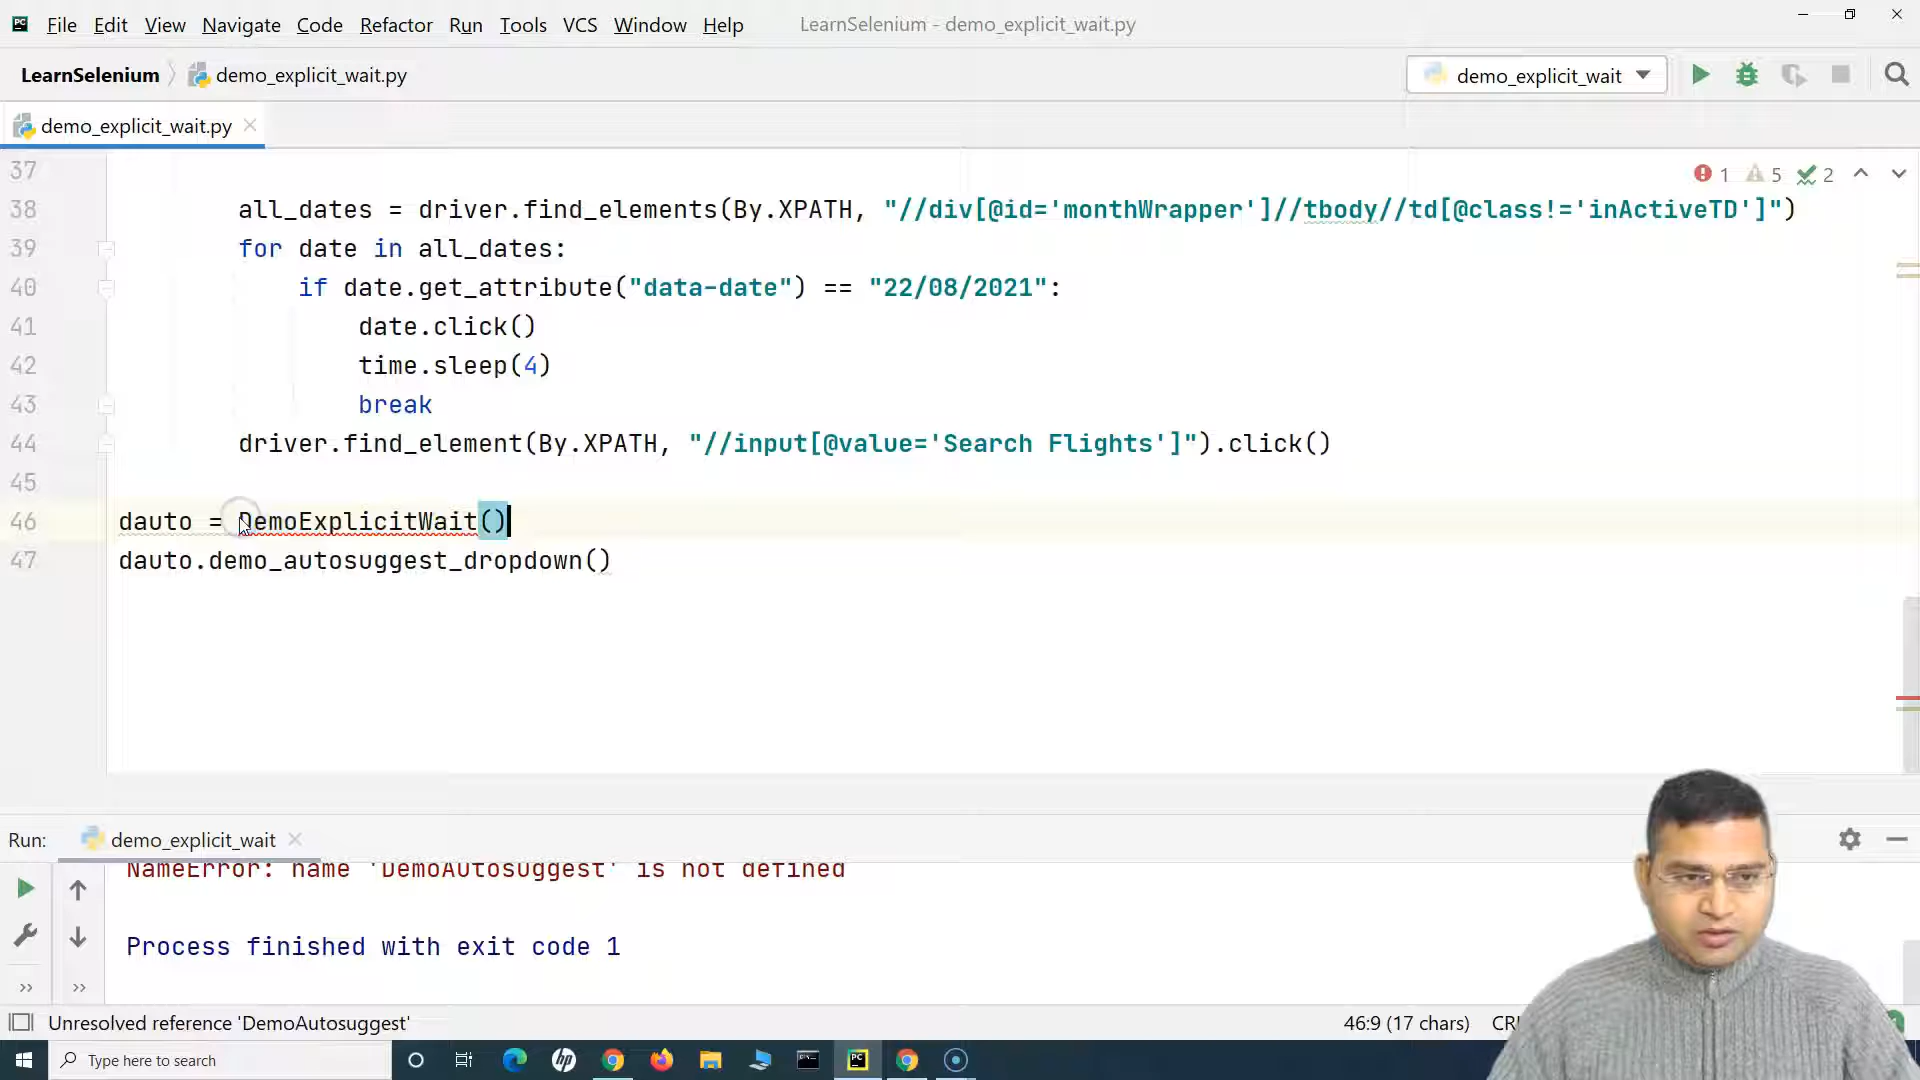 File Edit View Navigate Code Refactor Run Tools VCS Window Help LearnSelenium - demo_explicit_wait.py
LearnSelenium demo_explicit_wait.py demo_explicit_wait
demo_explicit_wait.py
37
1 5 2
38 all_dates = driver.find_elements(By.XPATH, "//div[@id='monthWrapper']//tbody//td[@class!='inActiveTD']")
39 for date in all_dates:
40 if date.get_attribute("data-date") == "22/08/2021":
41 date.click()
42 time.sleep(4)
43 break
44 driver.find_element(By.XPATH, "//input[@value='Search Flights']").click()
45
46 dauto = DemoExplicitWait()
47 dauto.demo_autosuggest_dropdown()
Run: demo_explicit_wait
NameError: name 'DemoAutosuggest' is not defined
Process finished with exit code 1
Unresolved reference 'DemoAutosuggest' 46:9 (17 chars)
Type here to search